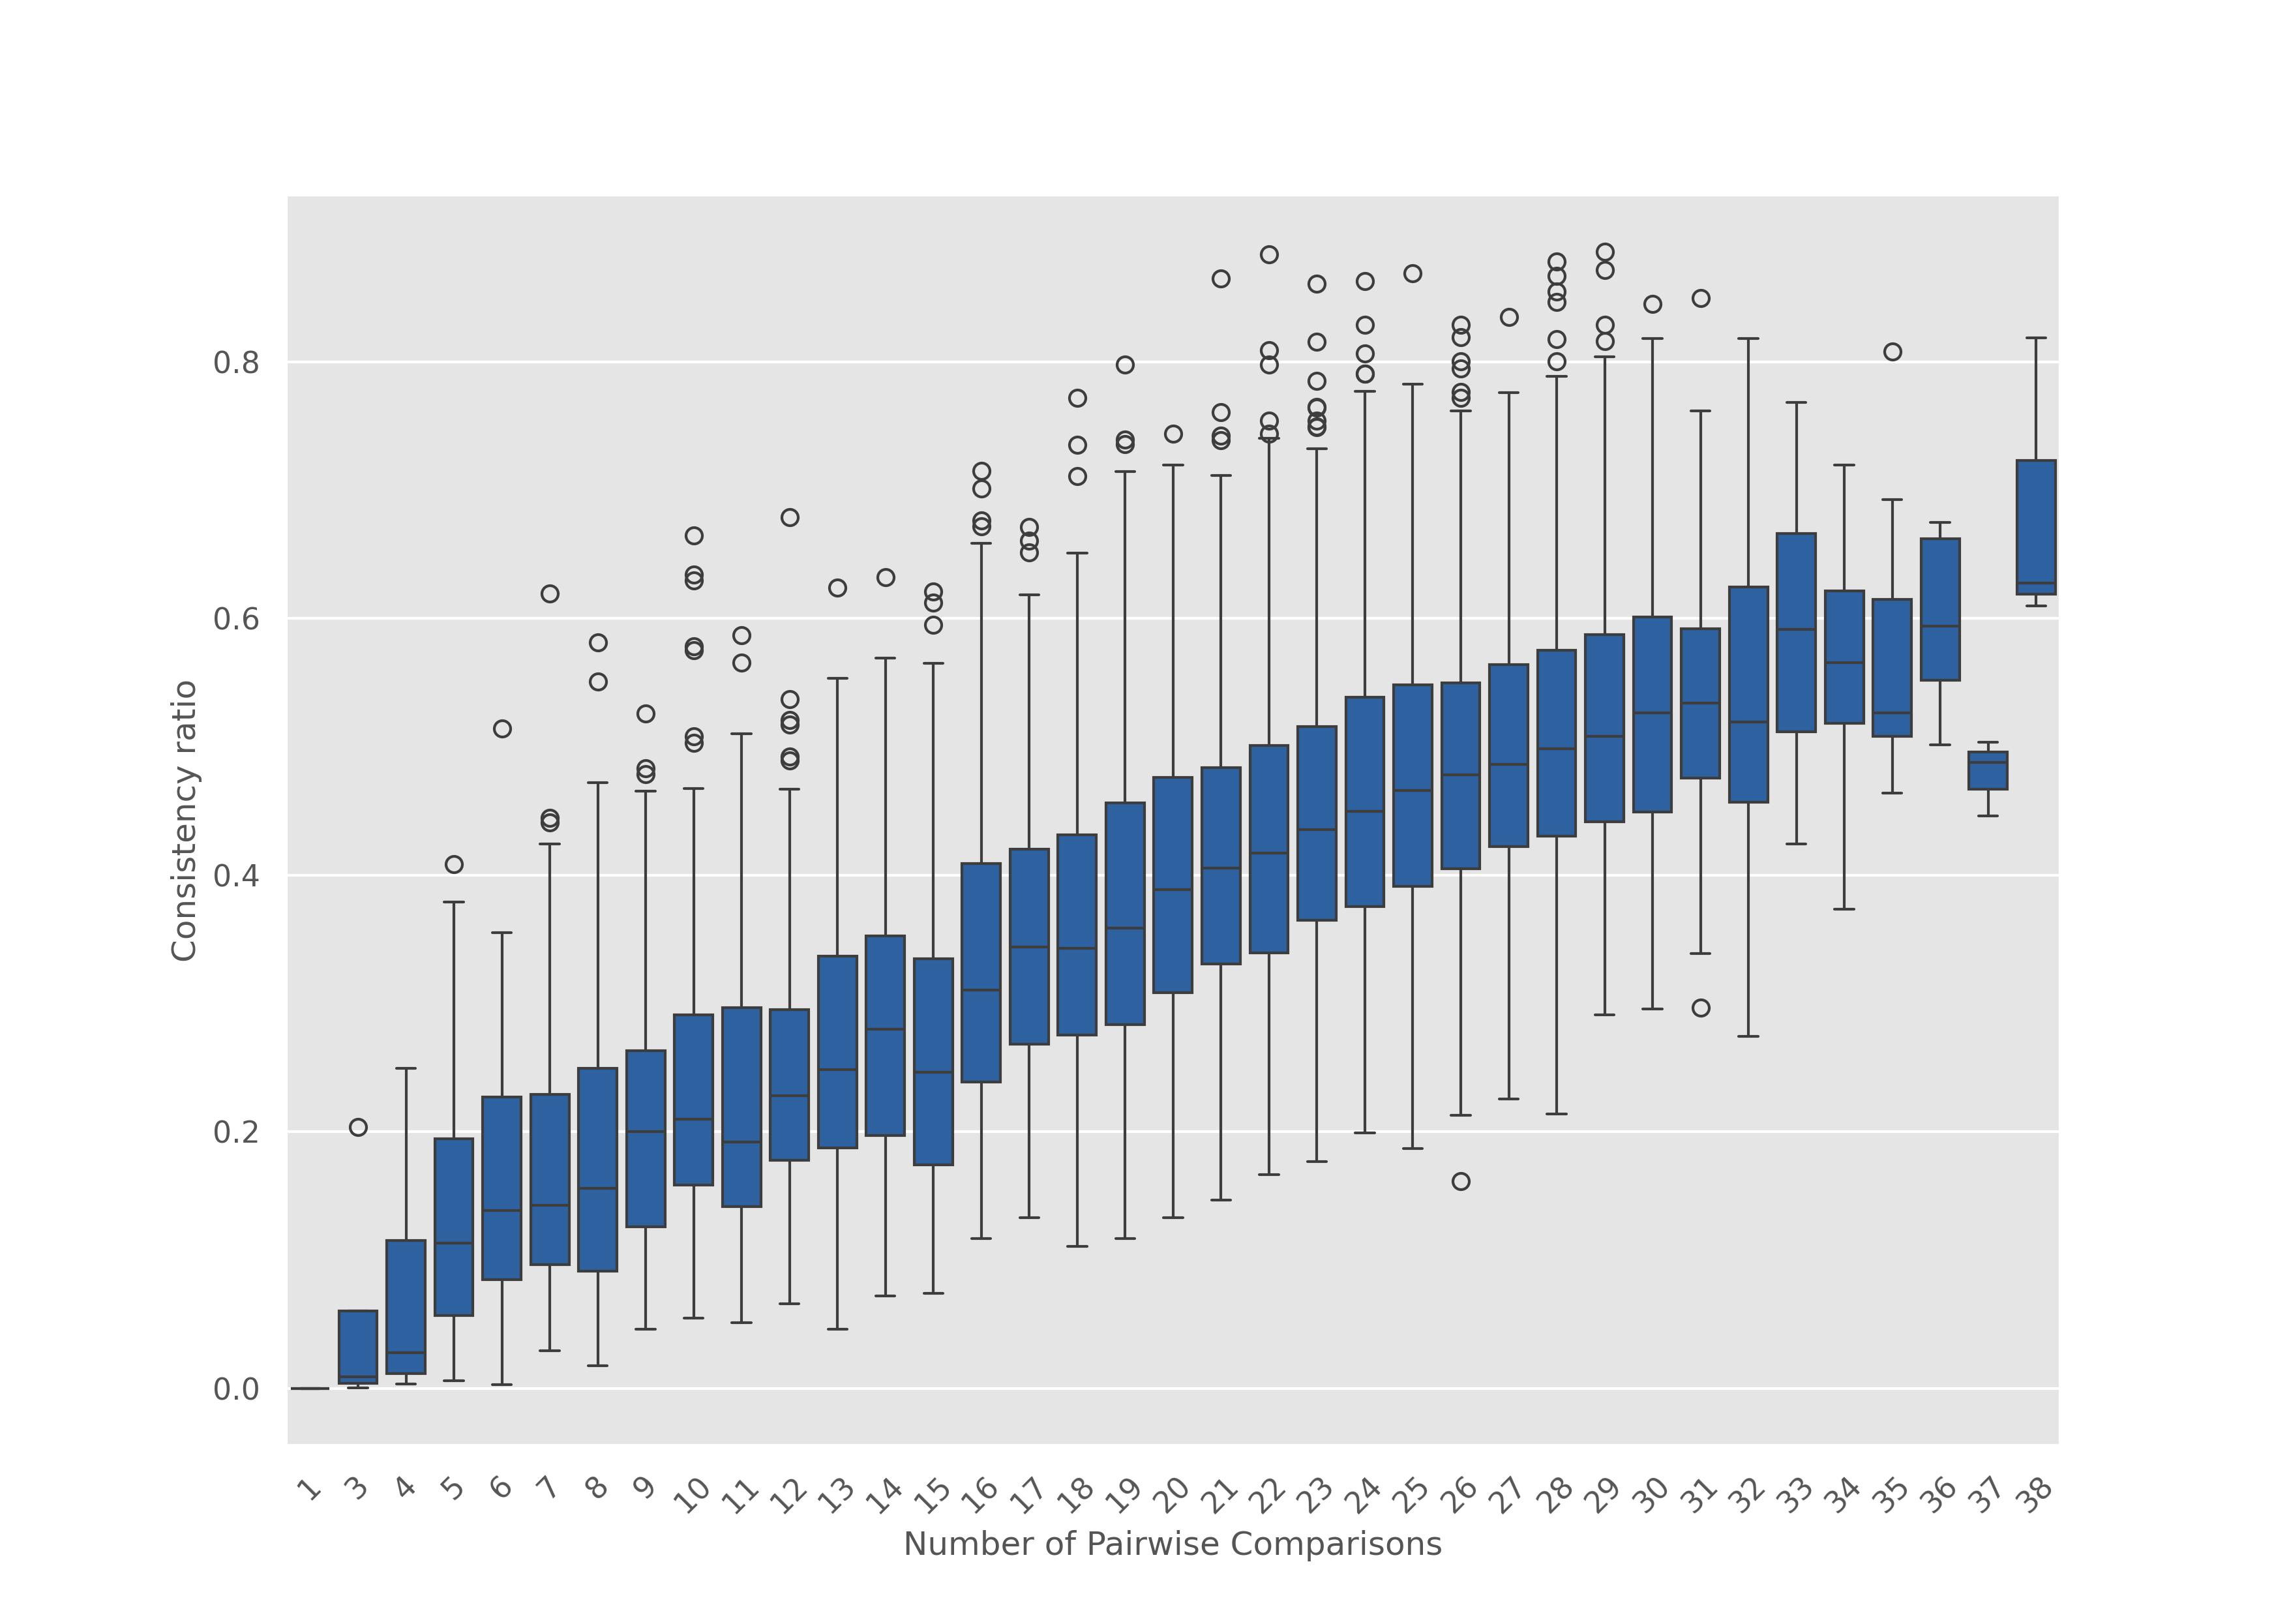 0.8
0.6
0.4
0.2
0.0
Consistency ratio
1 3 4 5 6 7 8 9 10 11 12 13 14 15 16 17 18 19 20 21 22 23 24 25 26 27 28 29 30 31 32 33 34 35 36 37 38
Number of Pairwise Comparisons